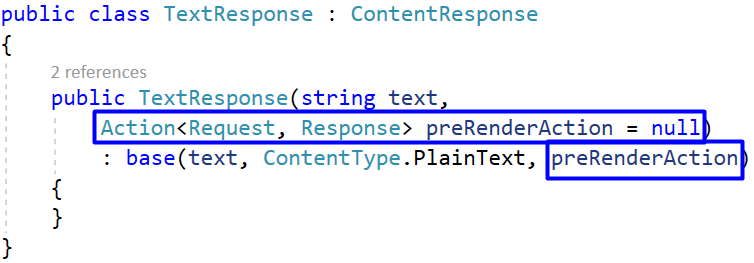 public class TextResponse : ContentResponse
{
2 references
public TextResponse(string text,
Action<Request, Response> preRenderAction = null)
: base(text, ContentType.PlainText, preRenderAction)
{
}
}